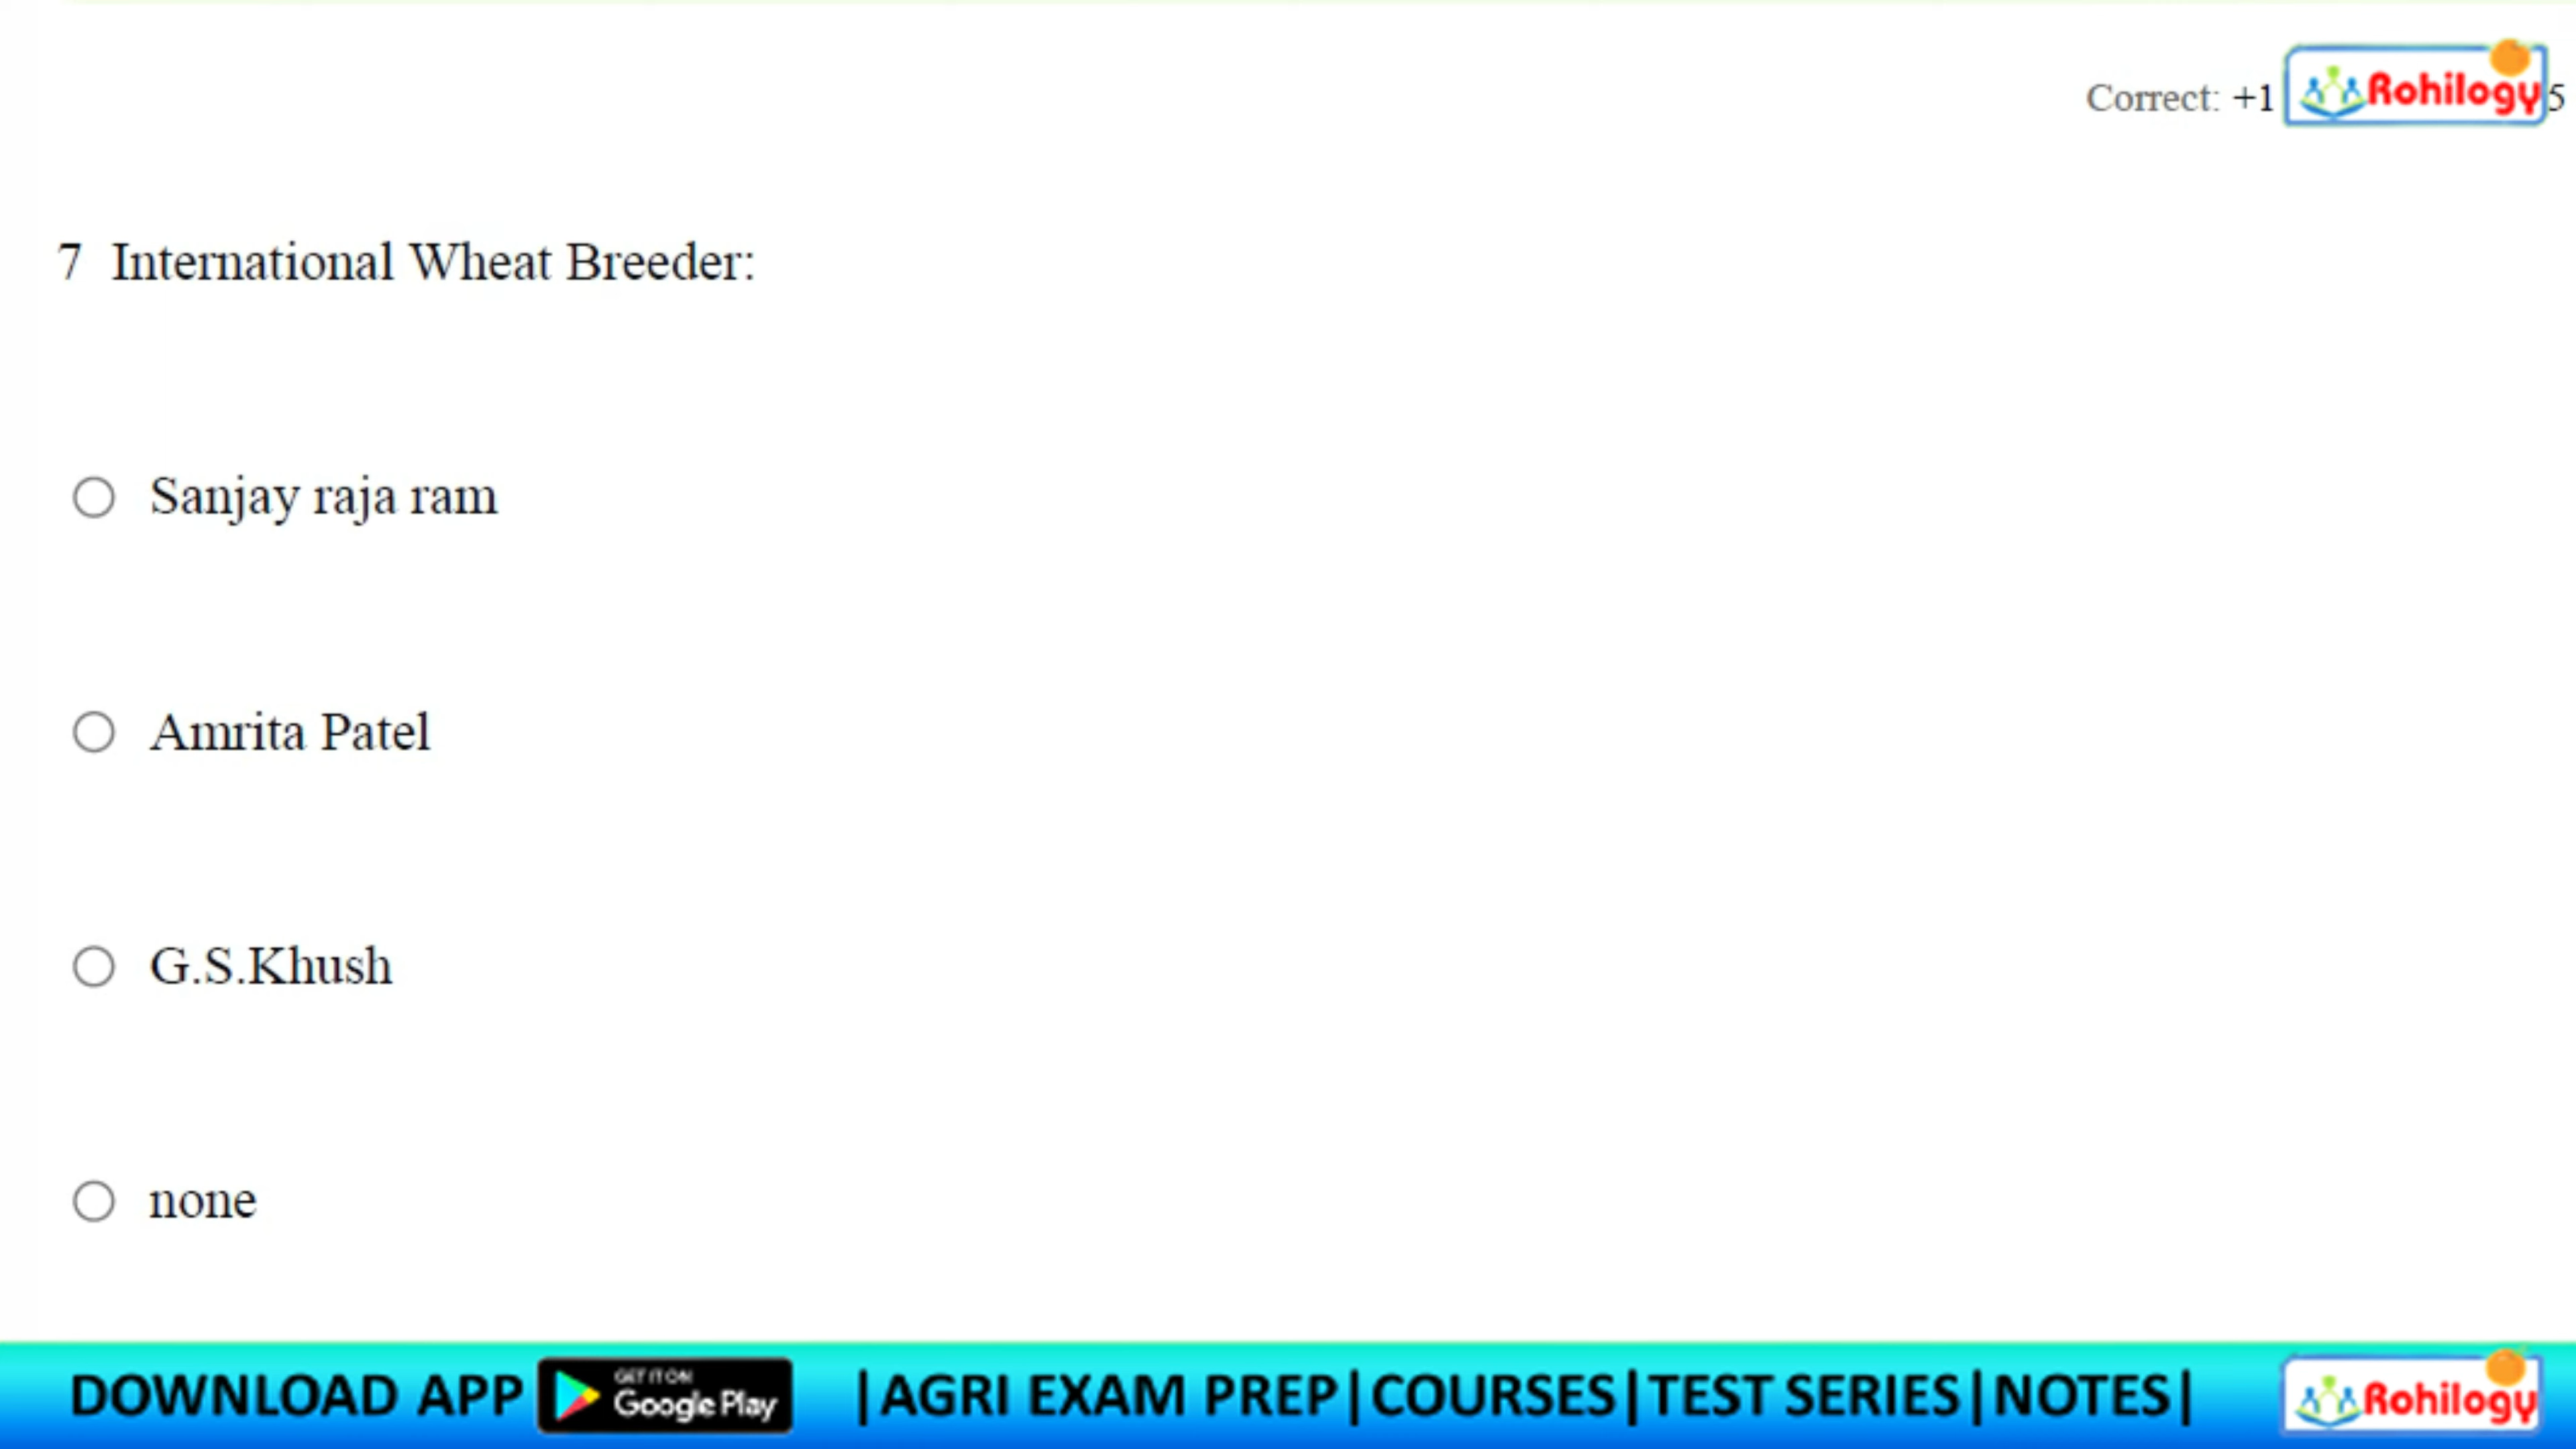 Correct: +1 Rohilogy 5
7 International Wheat Breeder:
Sanjay raja ram
Amrita Patel
G.S.Khush
none
DOWNLOAD APP GET IT ON Google Play |AGRI EXAM PREP|COURSES|TEST SERIES|NOTES| Rohilogy